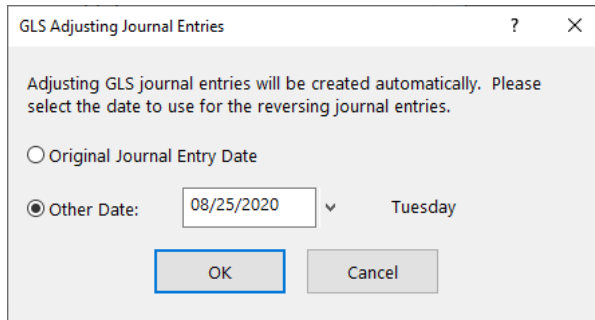 GLS Adjusting Journal Entries ?
Adjusting GLS journal entries will be created automatically. Please
select the date to use for the reversing journal entries.
Original Journal Entry Date
Other Date: 08/25/2020 Tuesday
OK Cancel